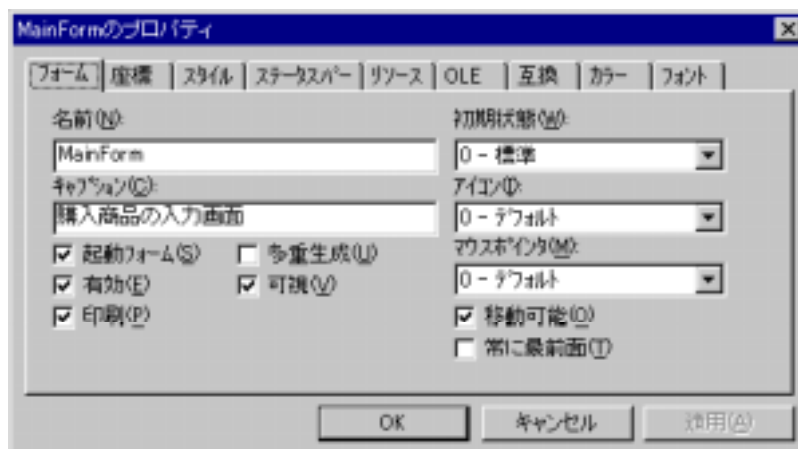 MainFormのプロパティ
ﾌｫｰﾑ 座標 ｽﾀｲﾙ ｽﾃｰﾀｽﾊﾞｰ ﾘｿｰｽ OLE 互換 ｶﾗｰ ﾌｫﾝﾄ
名前(N):
MainForm
ｷｬﾌﾟｼｮﾝ(C):
購入商品の入力画面
起動ﾌｫｰﾑ(S) 多重生成(U)
有効(E) 可視(V)
印刷(P)
初期状態(W):
0 - 標準
ｱｲｺﾝ(I):
0 - ﾃﾞﾌｫﾙﾄ
ﾏｳｽﾎﾟｲﾝﾀ(M):
0 - ﾃﾞﾌｫﾙﾄ
移動可能(O)
常に最前面(T)
OK キャンセル 適用(A)